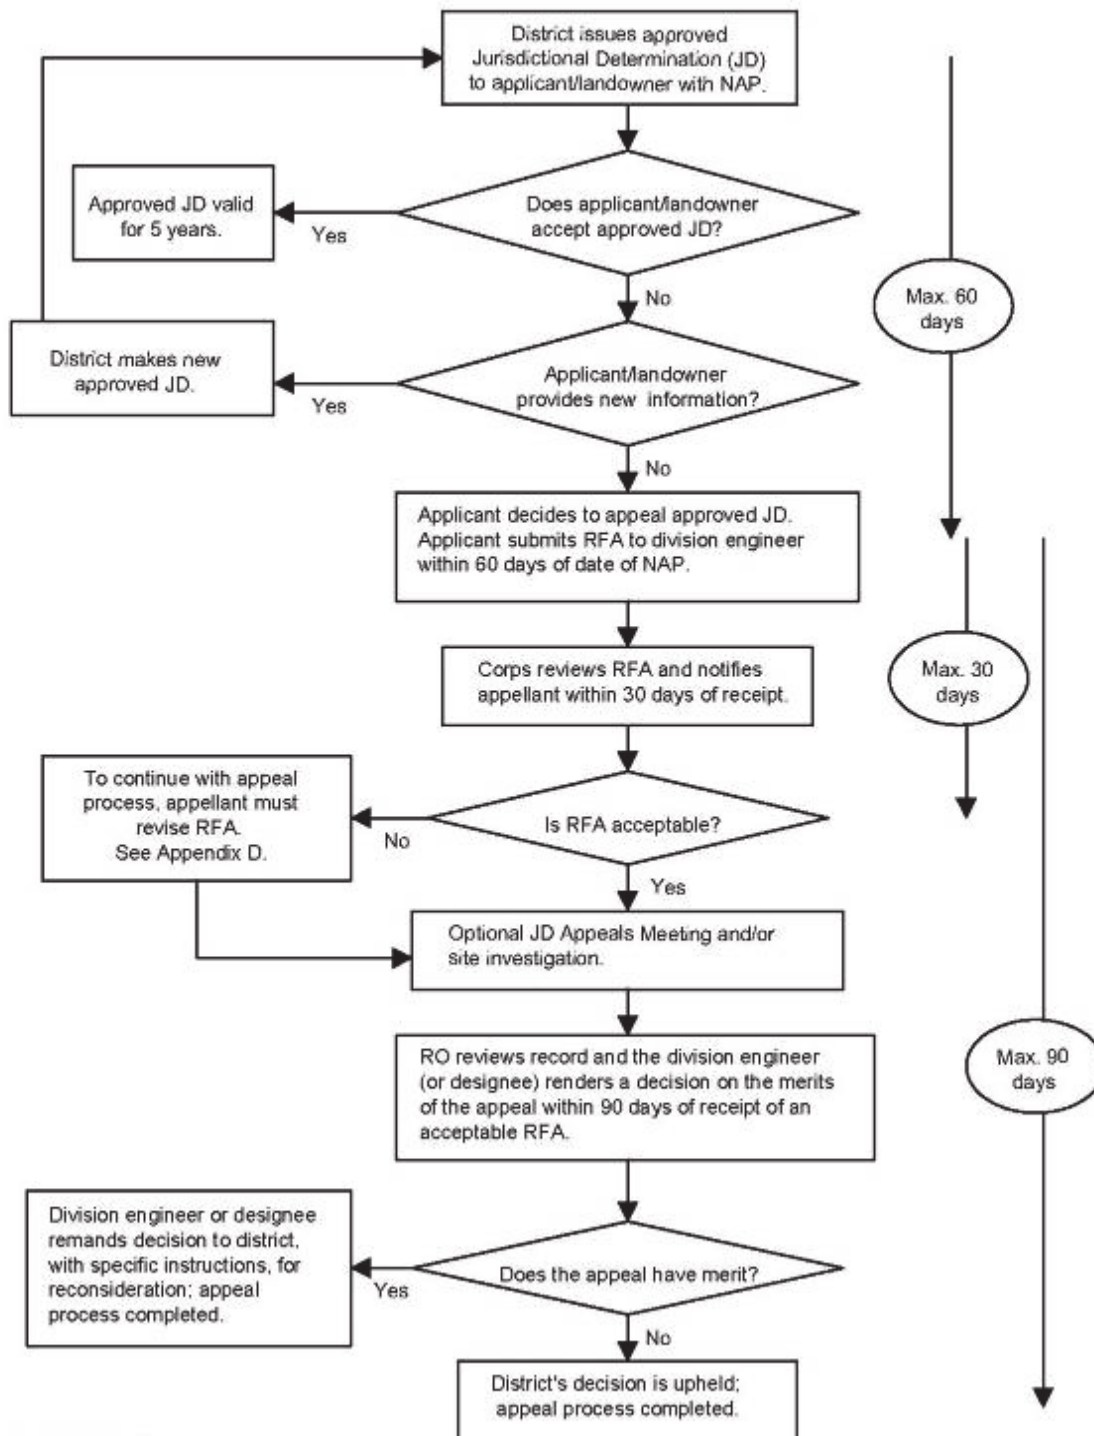 District issues approved
Jurisdictional Determination (JD)
to applicant/landowner with NAP.
Does applicant/landowner
accept approved JD?
Yes
Approved JD valid
for 5 years.
No
Max. 60
days
Applicant/landowner
provides new information?
Yes
District makes new
approved JD.
No
Applicant decides to appeal approved JD.
Applicant submits RFA to division engineer
within 60 days of date of NAP.
Corps reviews RFA and notifies
appellant within 30 days of receipt.
Max. 30
days
Is RFA acceptable?
No
To continue with appeal
process, appellant must
revise RFA.
See Appendix D.
Yes
Optional JD Appeals Meeting and/or
site investigation.
RO reviews record and the division engineer
(or designee) renders a decision on the merits
of the appeal within 90 days of receipt of an
acceptable RFA.
Max. 90
days
Does the appeal have merit?
Yes
Division engineer or designee
remands decision to district,
with specific instructions, for
reconsideration; appeal
process completed.
No
District's decision is upheld;
appeal process completed.